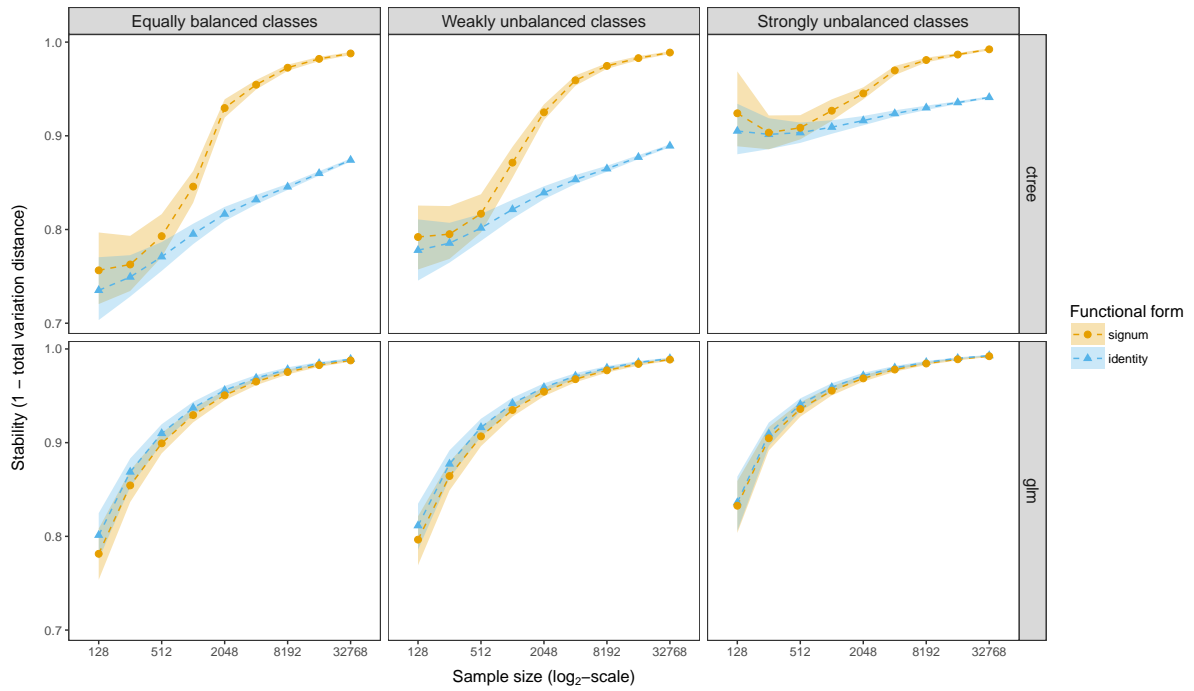 Equally balanced classes
Weakly unbalanced classes
Strongly unbalanced classes
1.0
0.9
0.8
0.7
ctree
1.0
0.9
0.8
0.7
glm
Stability (1 − total variation distance)
128
512
2048
8192
32768
128
512
2048
8192
32768
128
512
2048
8192
32768
Sample size (log₂−scale)
Functional form
signum
identity